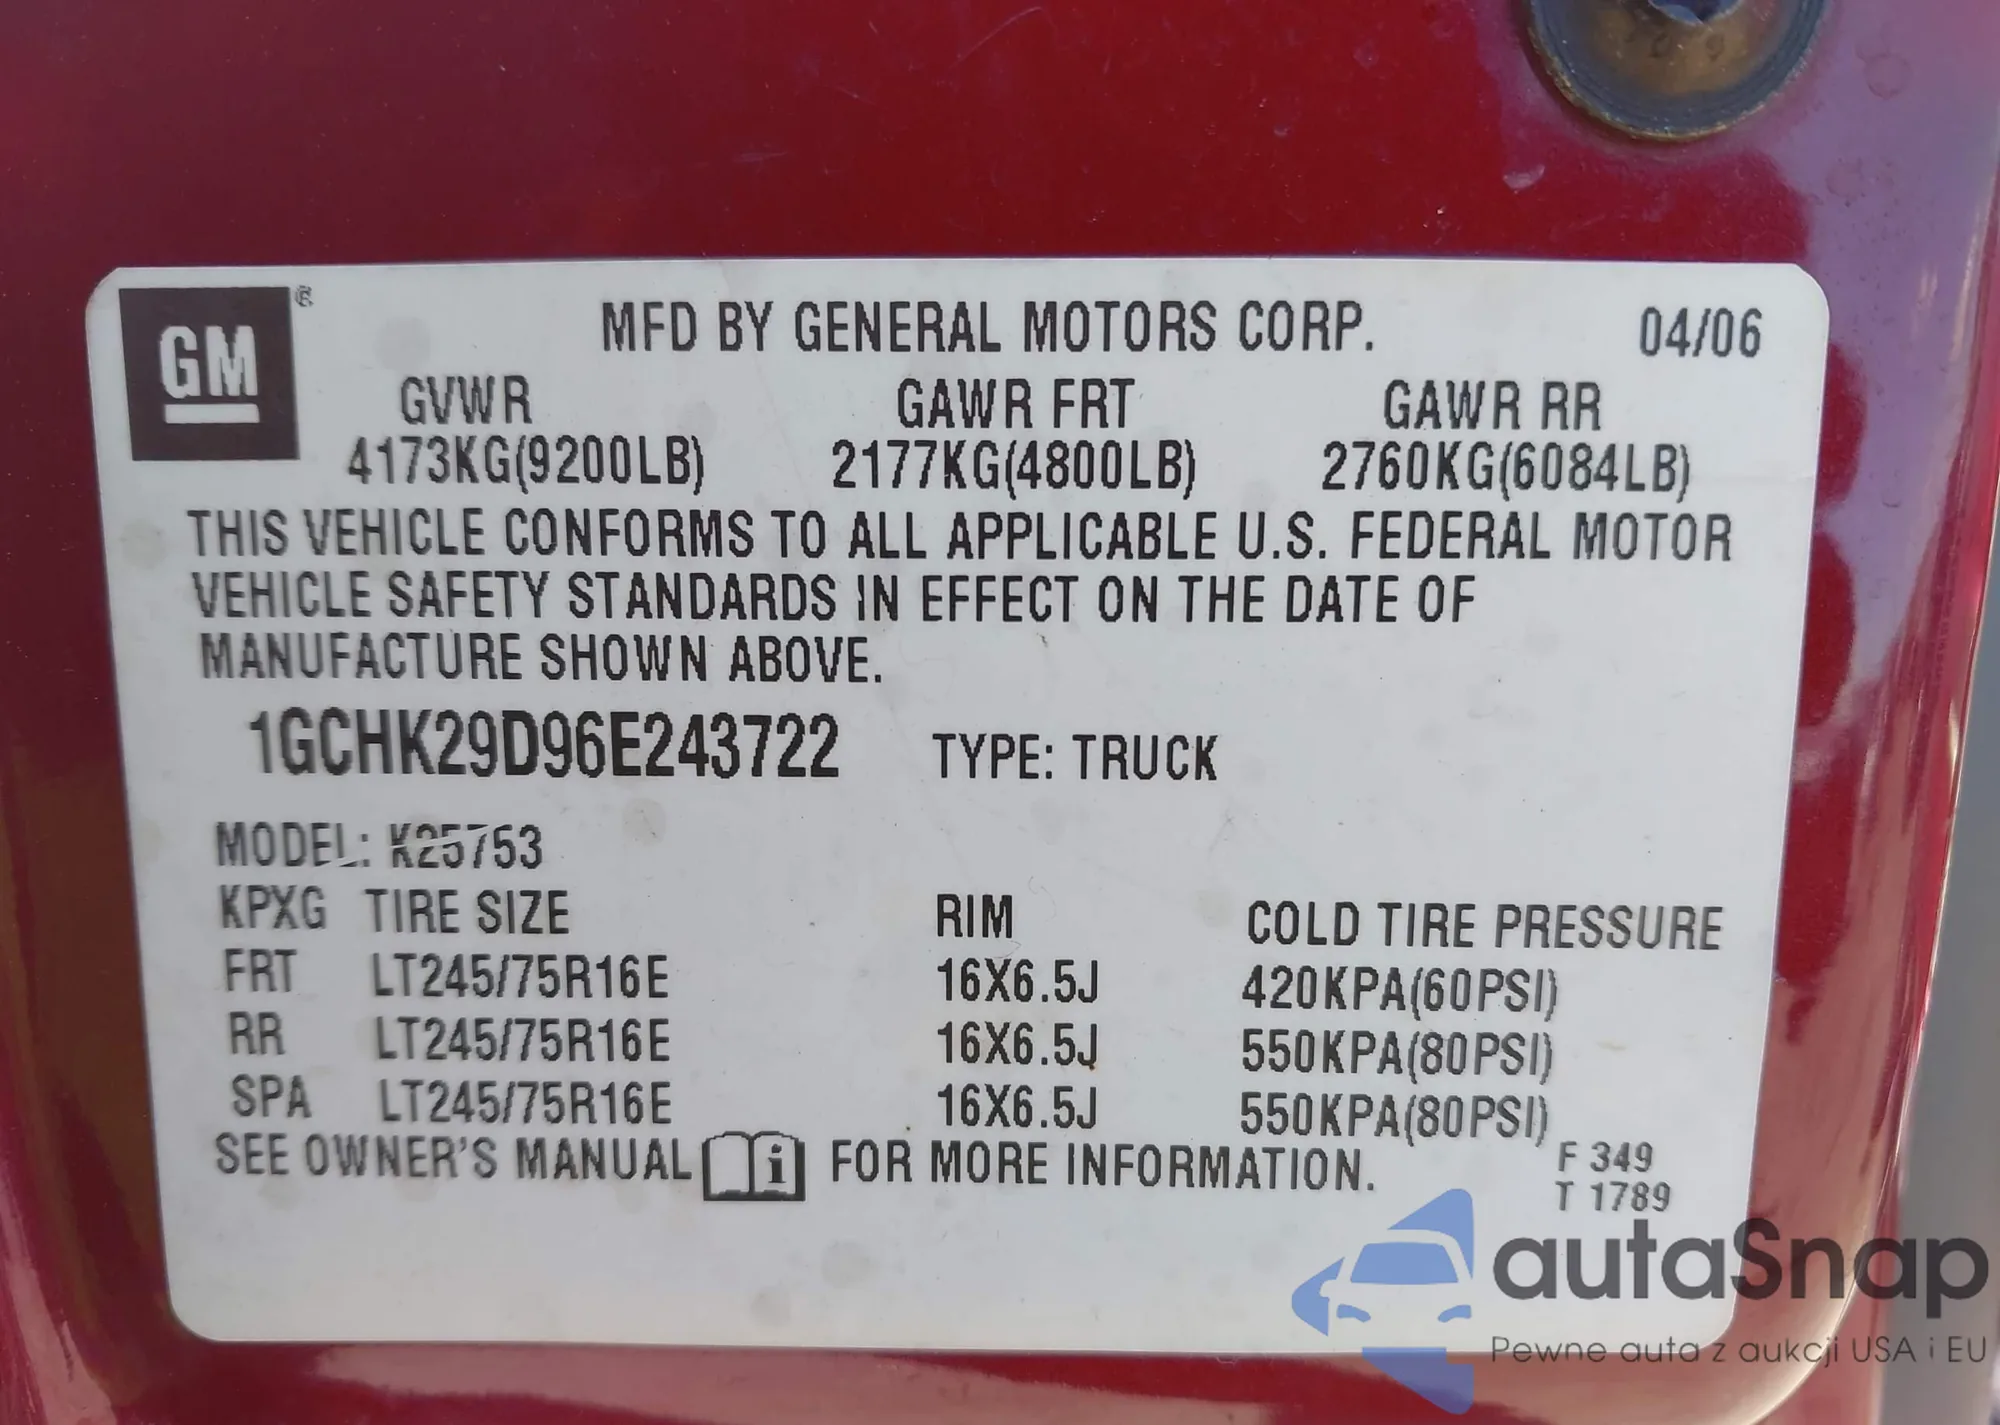 GM®
MFD BY GENERAL MOTORS CORP. 04/06
GVWR GAWR FRT GAWR RR
4173KG(9200LB) 2177KG(4800LB) 2760KG(6084LB)
THIS VEHICLE CONFORMS TO ALL APPLICABLE U.S. FEDERAL MOTOR
VEHICLE SAFETY STANDARDS IN EFFECT ON THE DATE OF
MANUFACTURE SHOWN ABOVE.
1GCHK29D96E243722 TYPE: TRUCK
MODEL: K25753
KPXG TIRE SIZE RIM COLD TIRE PRESSURE
FRT LT245/75R16E 16X6.5J 420KPA(60PSI)
RR LT245/75R16E 16X6.5J 550KPA(80PSI)
SPA LT245/75R16E 16X6.5J 550KPA(80PSI)
SEE OWNER'S MANUAL i FOR MORE INFORMATION.
F 349
T 1789
autaSnap
Pewne auta z aukcji USA i EU